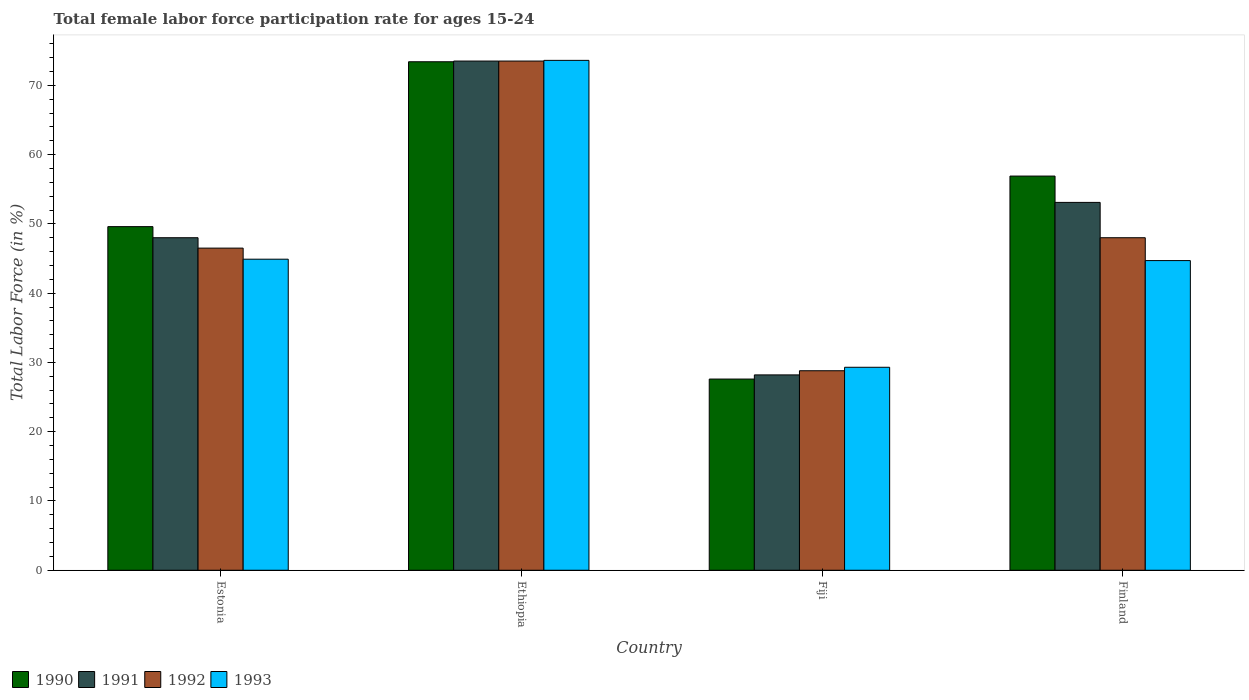 Total female labor force participation rate for ages 15-24
Total Labor Force (in %)
70
60
50
40
30
20
10
0
Estonia
Ethiopia
Fiji
Finland
Country
1990
1991
1992
1993